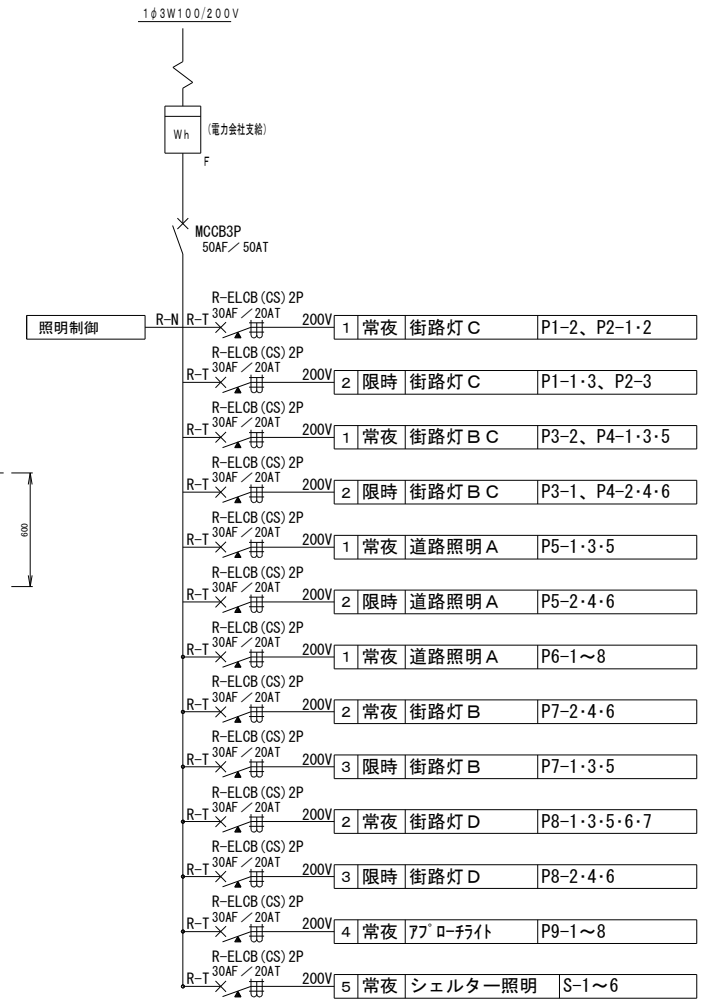 1φ3W100/200V
Wh (電力会社支給)
F
MCCB3P
50AF/50AT
R-ELCB(CS)2P
照明制御 R-N R-T 30AF/20AT 200V 1 常夜 街路灯C P1-2、P2-1・2
R-ELCB(CS)2P
R-T 30AF/20AT 200V 2 限時 街路灯C P1-1・3、P2-3
R-ELCB(CS)2P
R-T 30AF/20AT 200V 1 常夜 街路灯BC P3-2、P4-1・3・5
R-ELCB(CS)2P
R-T 30AF/20AT 200V 2 限時 街路灯BC P3-1、P4-2・4・6
600
R-ELCB(CS)2P
R-T 30AF/20AT 200V 1 常夜 道路照明A P5-1・3・5
R-ELCB(CS)2P
R-T 30AF/20AT 200V 2 限時 道路照明A P5-2・4・6
R-ELCB(CS)2P
R-T 30AF/20AT 200V 1 常夜 道路照明A P6-1～8
R-ELCB(CS)2P
R-T 30AF/20AT 200V 2 常夜 街路灯B P7-2・4・6
R-ELCB(CS)2P
R-T 30AF/20AT 200V 3 限時 街路灯B P7-1・3・5
R-ELCB(CS)2P
R-T 30AF/20AT 200V 2 常夜 街路灯D P8-1・3・5・6・7
R-ELCB(CS)2P
R-T 30AF/20AT 200V 3 限時 街路灯D P8-2・4・6
R-ELCB(CS)2P
R-T 30AF/20AT 200V 4 常夜 ｱﾌﾟﾛｰﾁﾗｲﾄ P9-1～8
R-ELCB(CS)2P
R-T 30AF/20AT 200V 5 常夜 シェルター照明 S-1～6